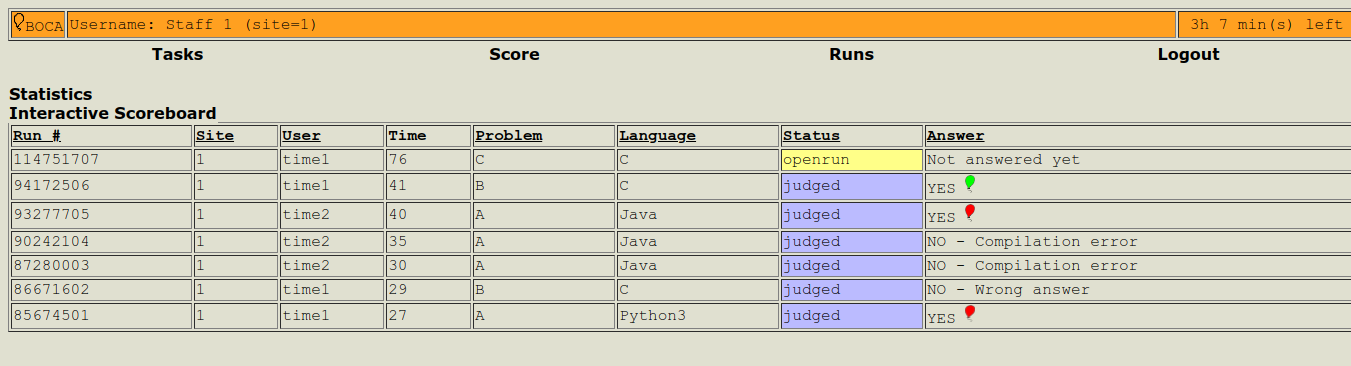 BOCA Username: Staff 1 (site=1) 3h 7 min(s) left
Tasks Score Runs Logout
Statistics
Interactive Scoreboard
Run # Site User Time Problem Language Status Answer
114751707 1 time1 76 C C openrun Not answered yet
94172506 1 time1 41 B C judged YES
93277705 1 time2 40 A Java judged YES
90242104 1 time2 35 A Java judged NO - Compilation error
87280003 1 time2 30 A Java judged NO - Compilation error
86671602 1 time1 29 B C judged NO - Wrong answer
85674501 1 time1 27 A Python3 judged YES